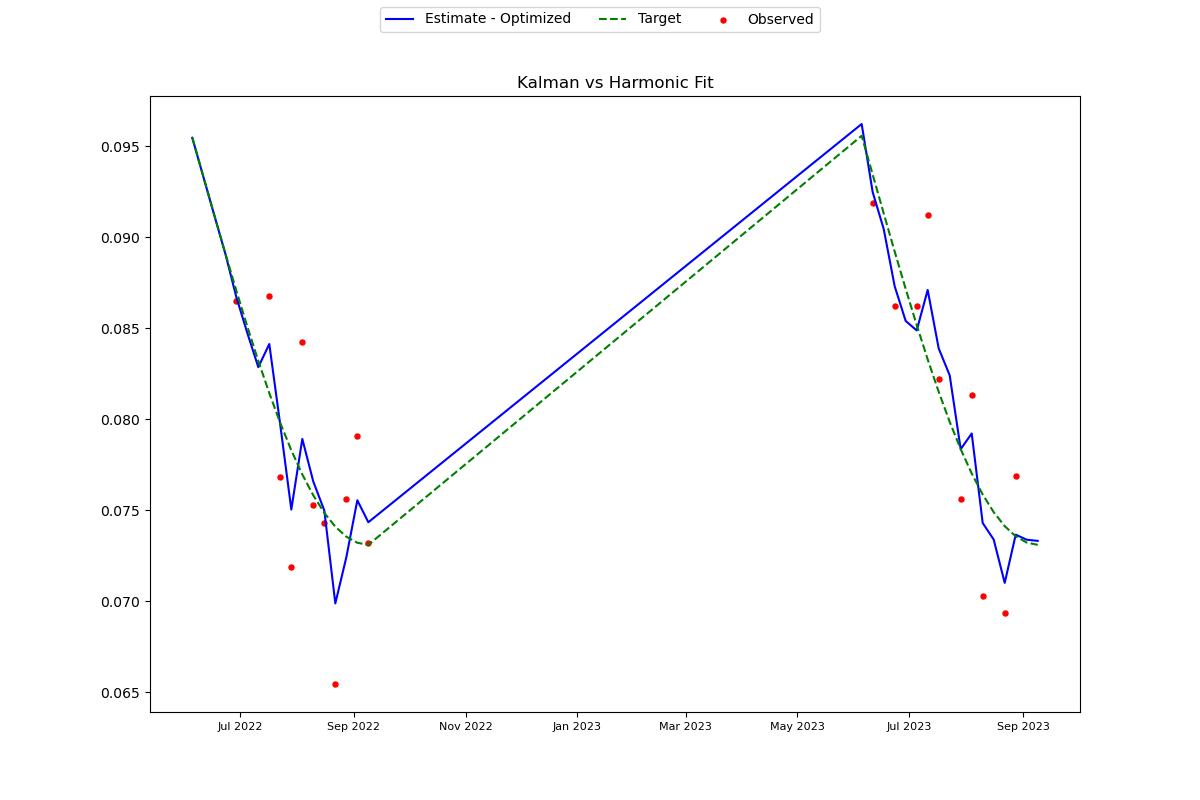 Estimate - Optimized Target Observed
Kalman vs Harmonic Fit
0.095
0.090
0.085
0.080
0.075
0.070
0.065
Jul 2022 Sep 2022 Nov 2022 Jan 2023 Mar 2023 May 2023 Jul 2023 Sep 2023